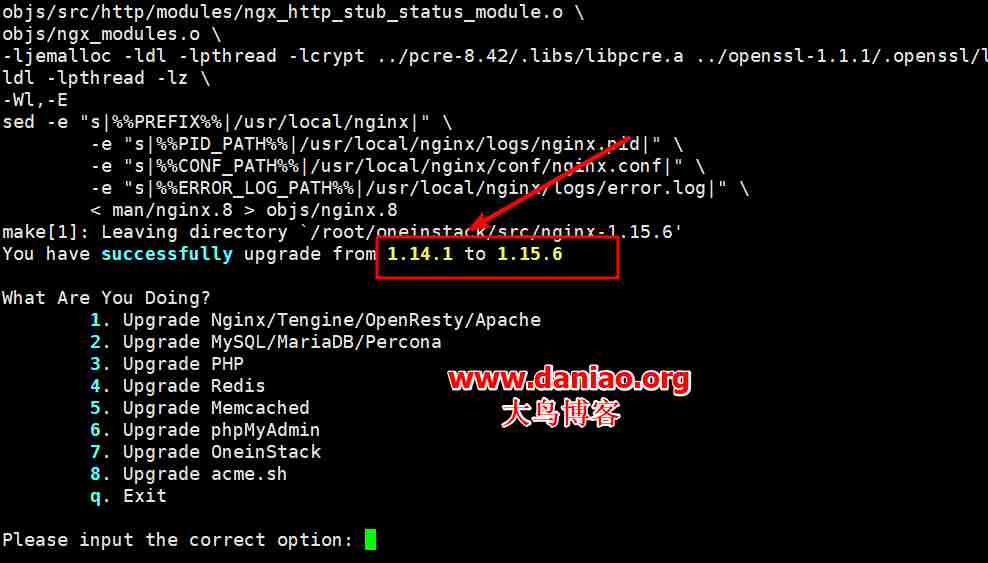 objs/src/http/modules/ngx_http_stub_status_module.o \
objs/ngx_modules.o \
-ljemalloc -ldl -lpthread -lcrypt ../pcre-8.42/.libs/libpcre.a ../openssl-1.1.1/.openssl/l
ldl -lpthread -lz \
-Wl,-E
sed -e "s|%%PREFIX%%|/usr/local/nginx|" \
-e "s|%%PID_PATH%%|/usr/local/nginx/logs/nginx.pid|" \
-e "s|%%CONF_PATH%%|/usr/local/nginx/conf/nginx.conf|" \
-e "s|%%ERROR_LOG_PATH%%|/usr/local/nginx/logs/error.log|" \
< man/nginx.8 > objs/nginx.8
make[1]: Leaving directory `/root/oneinstack/src/nginx-1.15.6'
You have successfully upgrade from 1.14.1 to 1.15.6
What Are You Doing?
1. Upgrade Nginx/Tengine/OpenResty/Apache
2. Upgrade MySQL/MariaDB/Percona
3. Upgrade PHP
4. Upgrade Redis
5. Upgrade Memcached
6. Upgrade phpMyAdmin
7. Upgrade OneinStack
8. Upgrade acme.sh
q. Exit
www.daniao.org
大鸟博客
Please input the correct option: